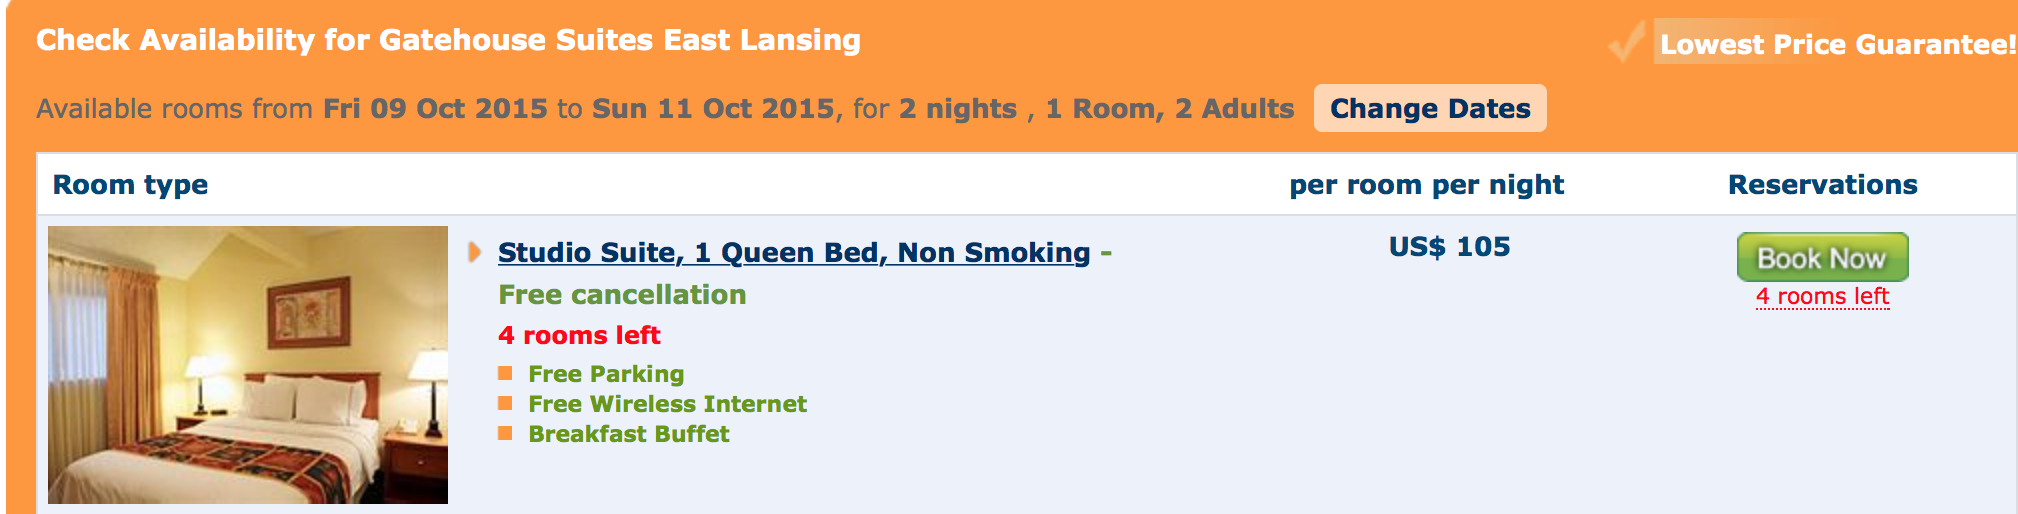 Check Availability for Gatehouse Suites East Lansing
Lowest Price Guarantee!
Available rooms from Fri 09 Oct 2015 to Sun 11 Oct 2015, for 2 nights , 1 Room, 2 Adults Change Dates
Room type per room per night Reservations
Studio Suite, 1 Queen Bed, Non Smoking - US$ 105 Book Now
Free cancellation 4 rooms left
4 rooms left
Free Parking
Free Wireless Internet
Breakfast Buffet